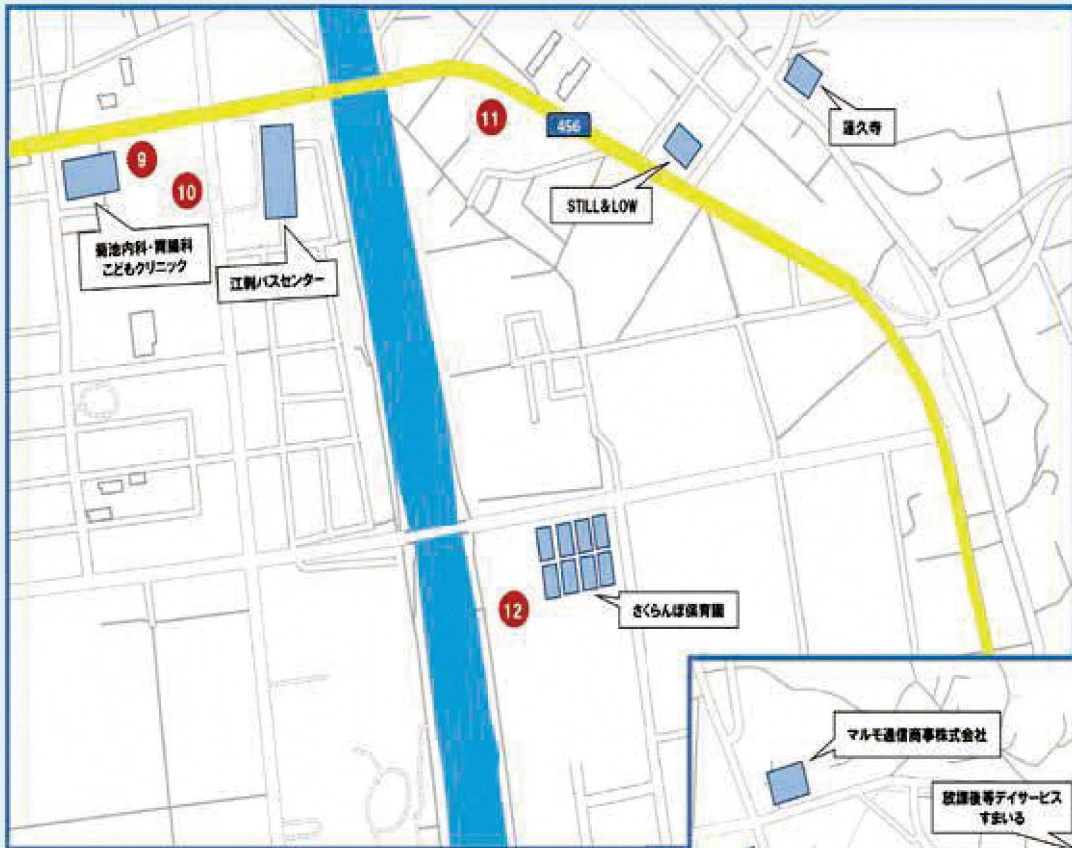 11
456
蓮久寺
9
10
STILL&LOW
菊池内科・胃腸科
こどもクリニック
江刺バスセンター
12
さくらんぼ保育園
マルモ通信商事株式会社
放課後等デイサービス
すまいる